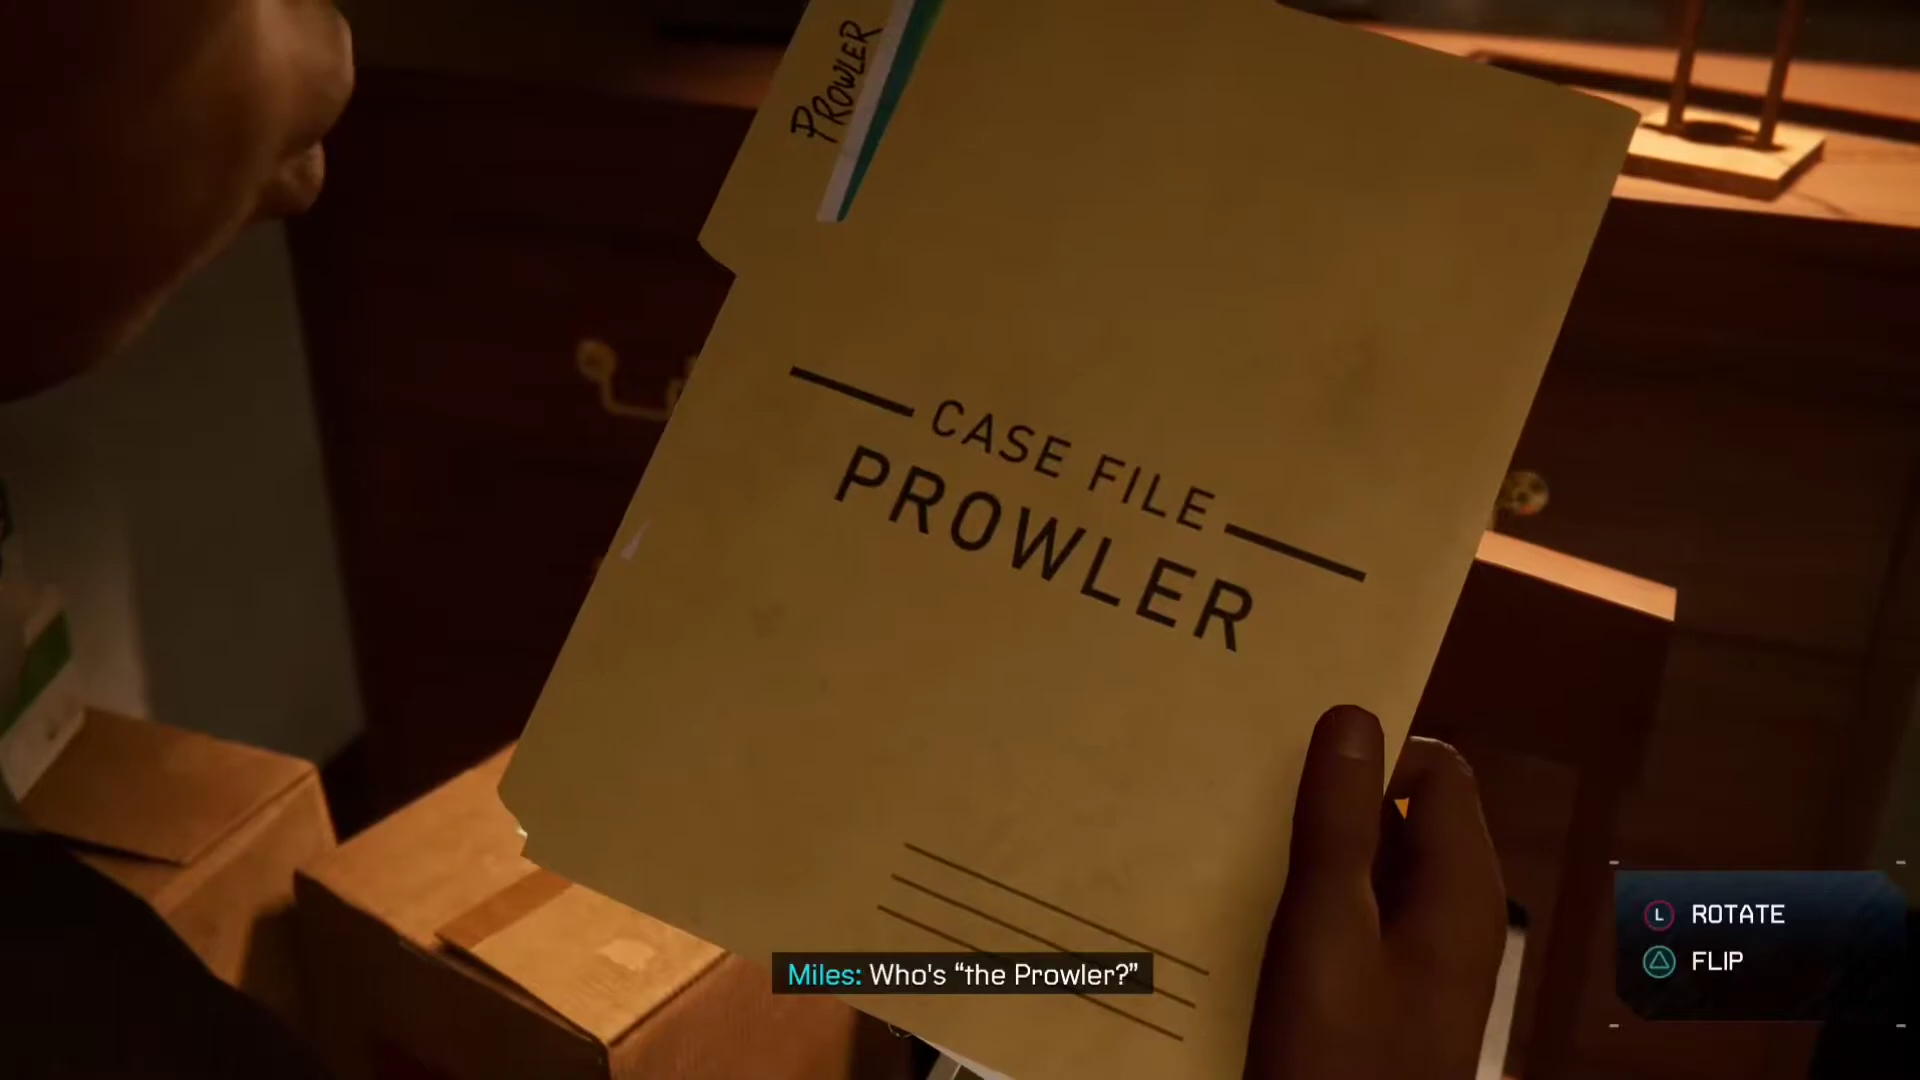 PROWLER
CASE FILE
PROWLER
Miles: Who's “the Prowler?”
L ROTATE
FLIP